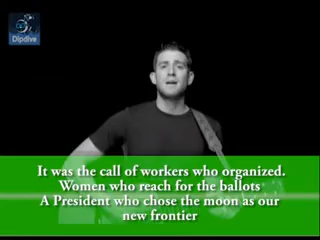 Dipdive
It was the call of workers who organized.
Women who reach for the ballots
A President who chose the moon as our
new frontier